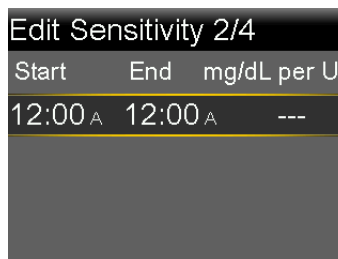 Edit Sensitivity 2/4
Start End mg/dL per U
12:00 A 12:00 A ---